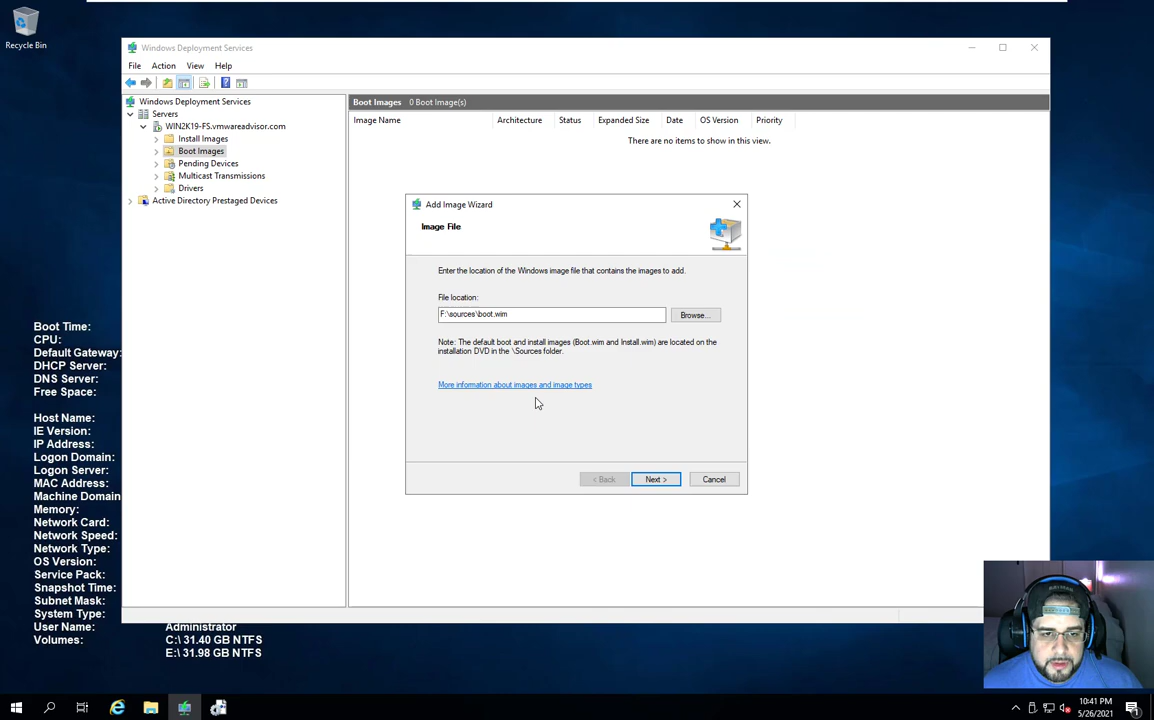 Recycle Bin
Windows Deployment Services
File Action View Help
Windows Deployment Services
Servers
WIN2K19-FS.vmwareadvisor.com
Install Images
Boot Images
Pending Devices
Multicast Transmissions
Drivers
Active Directory Prestaged Devices
Boot Images 0 Boot Image(s)
Image Name Architecture Status Expanded Size Date OS Version Priority
There are no items to show in this view.
Add Image Wizard
Image File
Enter the location of the Windows image file that contains the images to add.
File location:
F:\sources\boot.wim
Browse...
Note: The default boot and install images (Boot.wim and Install.wim) are located on the
installation DVD in the \Sources folder.
More information about images and image types
< Back Next > Cancel
Boot Time:
CPU:
Default Gateway:
DHCP Server:
DNS Server:
Free Space:
Host Name:
IE Version:
IP Address:
Logon Domain:
Logon Server:
MAC Address:
Machine Domain
Memory:
Network Card:
Network Speed:
Network Type:
OS Version:
Service Pack:
Snapshot Time:
Subnet Mask:
System Type:
User Name: Administrator
Volumes: C:\ 31.40 GB NTFS
E:\ 31.98 GB NTFS
10:41 PM
5/26/2021
1